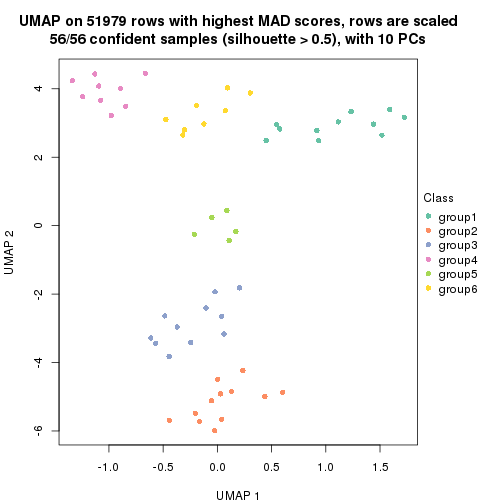 UMAP on 51979 rows with highest MAD scores, rows are scaled
56/56 confident samples (silhouette > 0.5), with 10 PCs
4
2
0
-2
-4
-6
UMAP 2
-1.0 -0.5 0.0 0.5 1.0 1.5
UMAP 1
Class
group1
group2
group3
group4
group5
group6